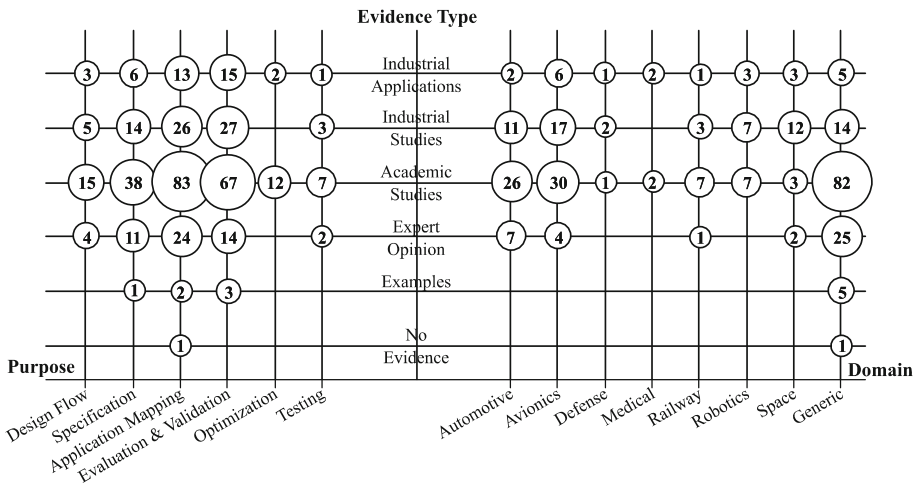 Evidence Type
3 6 13 15 2 1 Industrial 2 6 1 2 1 3 3 5
Applications
5 14 26 27 3 Industrial 11 17 2 3 7 12 14
Studies
15 38 83 67 12 7 Academic 26 30 1 2 7 7 3 82
Studies
4 11 24 14 2 Expert 7 4 1 2 25
Opinion
1 2 3 Examples 5
1 No 1
Evidence
Purpose Domain
Design Flow
Specification
Application Mapping
Evaluation & Validation
Optimization
Testing
Automotive
Avionics
Defense
Medical
Railway
Robotics
Space
Generic